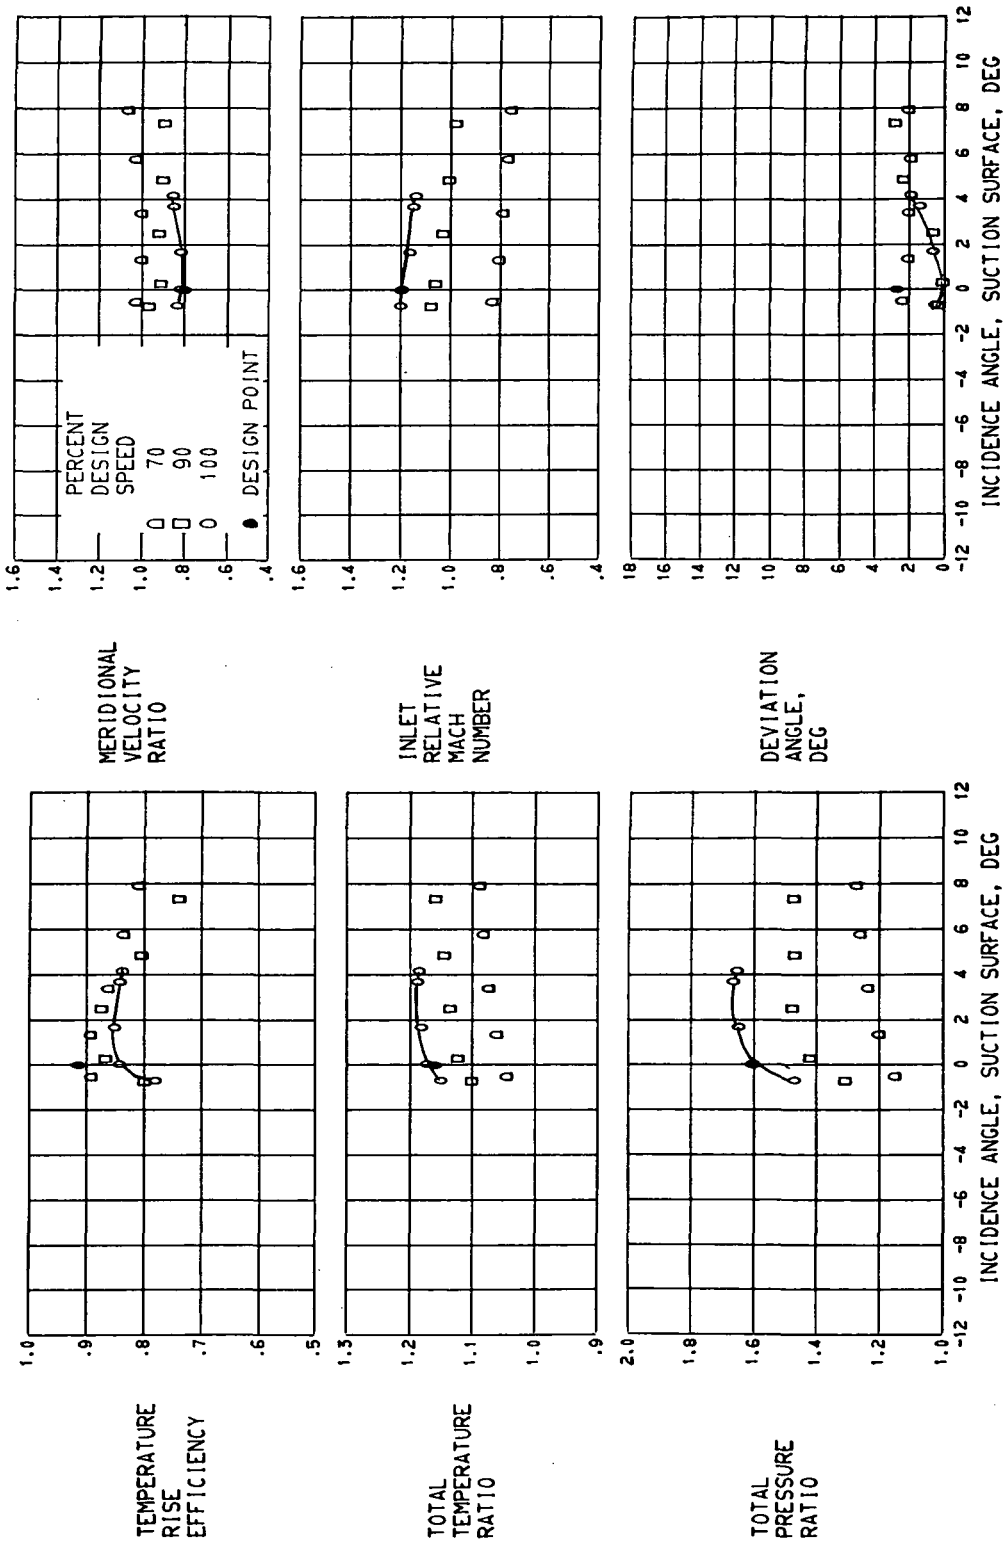 TEMPERATURE
RISE
EFFICIENCY
1.0
.9
.8
.7
.6
.5
TOTAL
TEMPERATURE
RATIO
1.3
1.2
1.1
1.0
.9
TOTAL
PRESSURE
RATIO
2.0
1.8
1.6
1.4
1.2
1.0
-12 -10 -8 -6 -4 -2 0 2 4 6 8 10 12
INCIDENCE ANGLE, SUCTION SURFACE, DEG
MERIDIONAL
VELOCITY
RATIO
1.6
1.4
1.2
1.0
.8
.6
.4
PERCENT
DESIGN
SPEED
70
90
100
DESIGN POINT
INLET
RELATIVE
MACH
NUMBER
1.6
1.4
1.2
1.0
.8
.6
.4
DEVIATION
ANGLE,
DEG
18
16
14
12
10
8
6
4
2
0
-12 -10 -8 -6 -4 -2 0 2 4 6 8 10 12
INCIDENCE ANGLE, SUCTION SURFACE, DEG